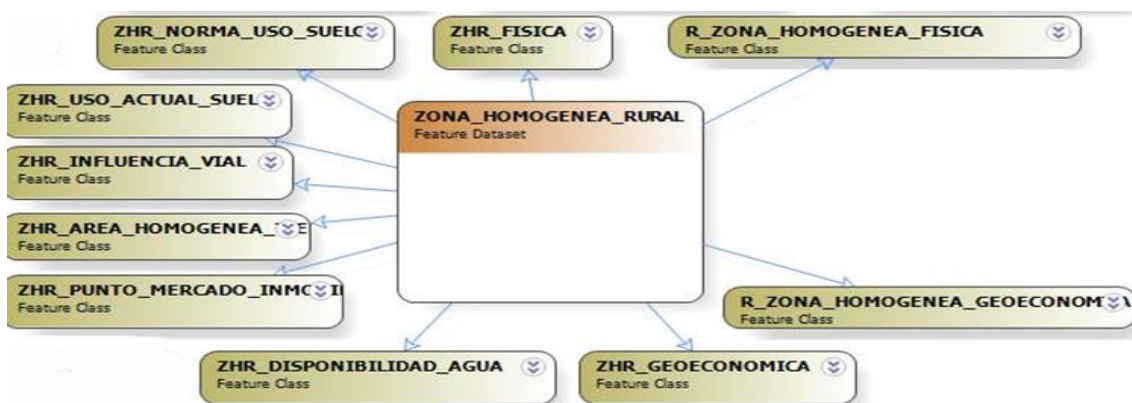 ZHR_NORMA_USO_SUELO
Feature Class
ZHR_FISICA
Feature Class
R_ZONA_HOMOGENEA_FISICA
Feature Class
ZHR_USO_ACTUAL_SUEL
Feature Class
ZONA_HOMOGENEA_RURAL
Feature Dataset
ZHR_INFLUENCIA_VIAL
Feature Class
ZHR_AREA_HOMOGENEA_
Feature Class
ZHR_PUNTO_MERCADO_INMO
Feature Class
R_ZONA_HOMOGENEA_GEOECONOM
Feature Class
ZHR_DISPONIBILIDAD_AGUA
Feature Class
ZHR_GEOECONOMICA
Feature Class